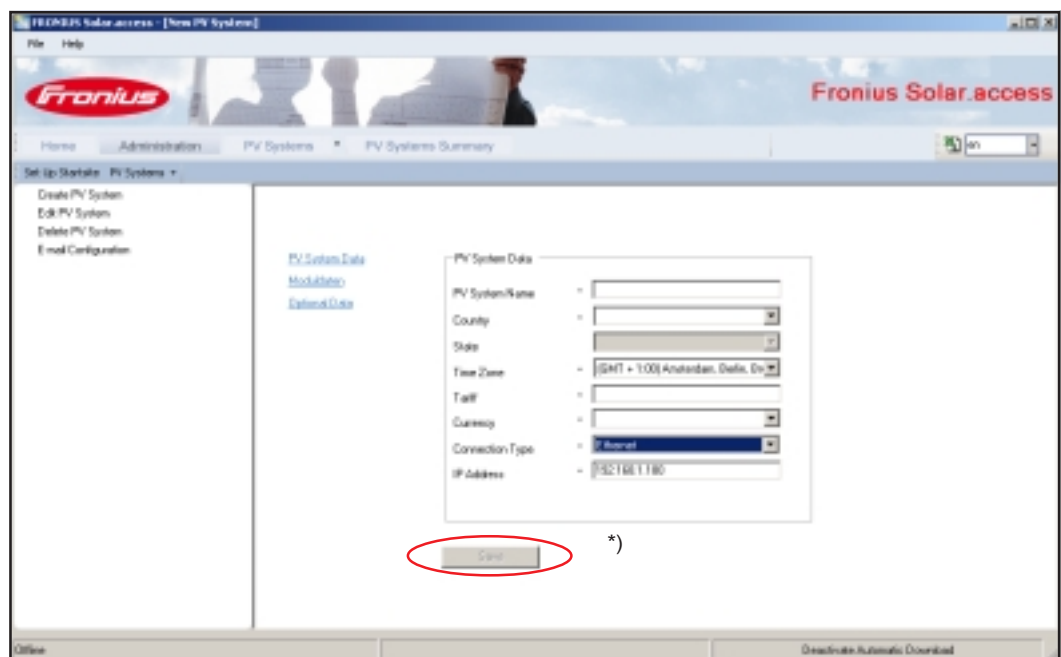 FRONIUS Solar.access - [New PV System]
File Help
Fronius
Fronius Solar.access
Home Administration PV Systems PV Systems Summary
en
Set Up Startsite PV Systems
Create PV System
Edit PV System
Delete PV System
E-mail Configuration
PV System Data
Moduldaten
Optional Data
PV System Data
PV System Name
Country
State
Time Zone (GMT + 1:00) Amsterdam, Berlin,
Tariff
Currency
Connection Type Ethernet
IP Address 192.168.1.180
Save
*)
Offline
Deactivate Automatic Download